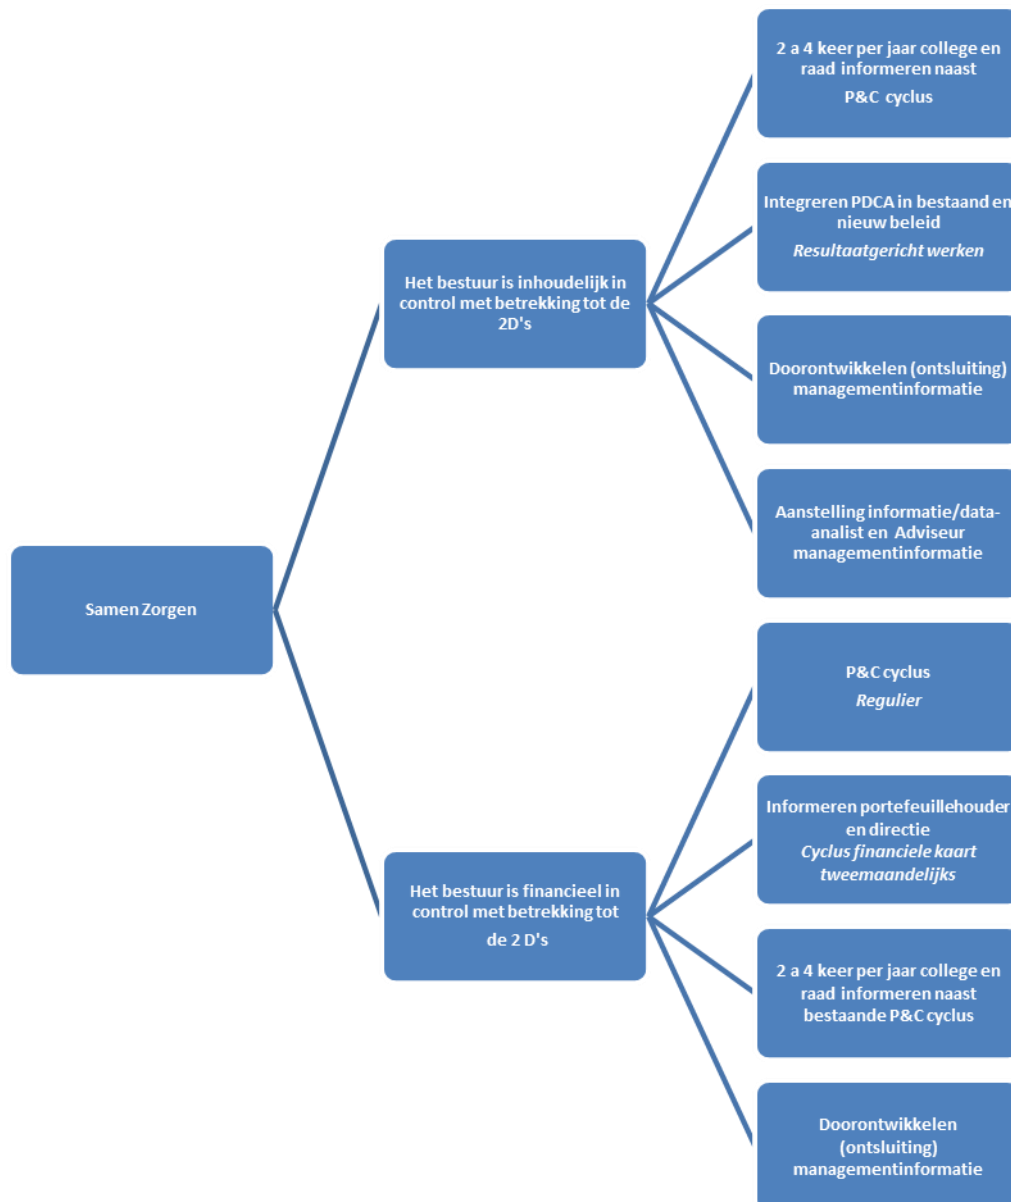 2 a 4 keer per jaar college en
raad informeren naast
P&C cyclus
Integreren PDCA in bestaand en
nieuw beleid
Resultaatgericht werken
Het bestuur is inhoudelijk in
control met betrekking tot de
2D's
Doorontwikkelen (ontsluiting)
managementinformatie
Aanstelling informatie/data-
analist en Adviseur
managementinformatie
Samen Zorgen
P&C cyclus
Regulier
Informeren portefeuillehouder
en directie
Cyclus financiele kaart
tweemaandelijks
Het bestuur is financieel in
control met betrekking tot
de 2 D's
2 a 4 keer per jaar college en
raad informeren naast
bestaande P&C cyclus
Doorontwikkelen
(ontsluiting)
managementinformatie